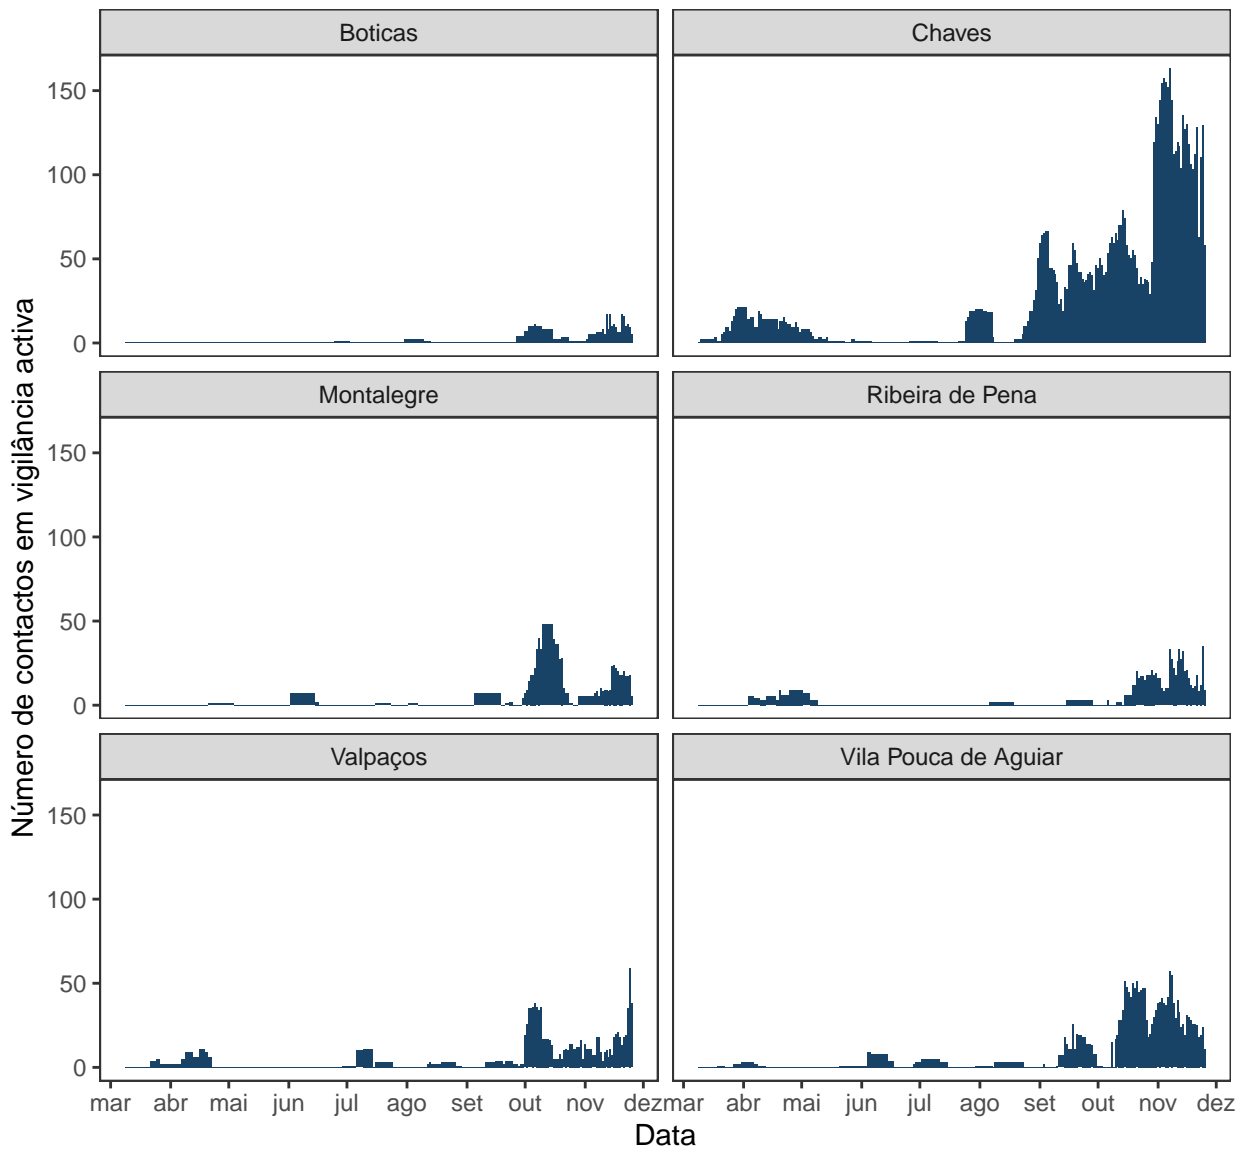 Boticas
Chaves
150
100
50
0
Montalegre
Ribeira de Pena
150
100
50
0
Valpaços
Vila Pouca de Aguiar
150
100
50
0
mar abr mai jun jul ago set out nov dez
mar abr mai jun jul ago set out nov dez
Data
Número de contactos em vigilância activa